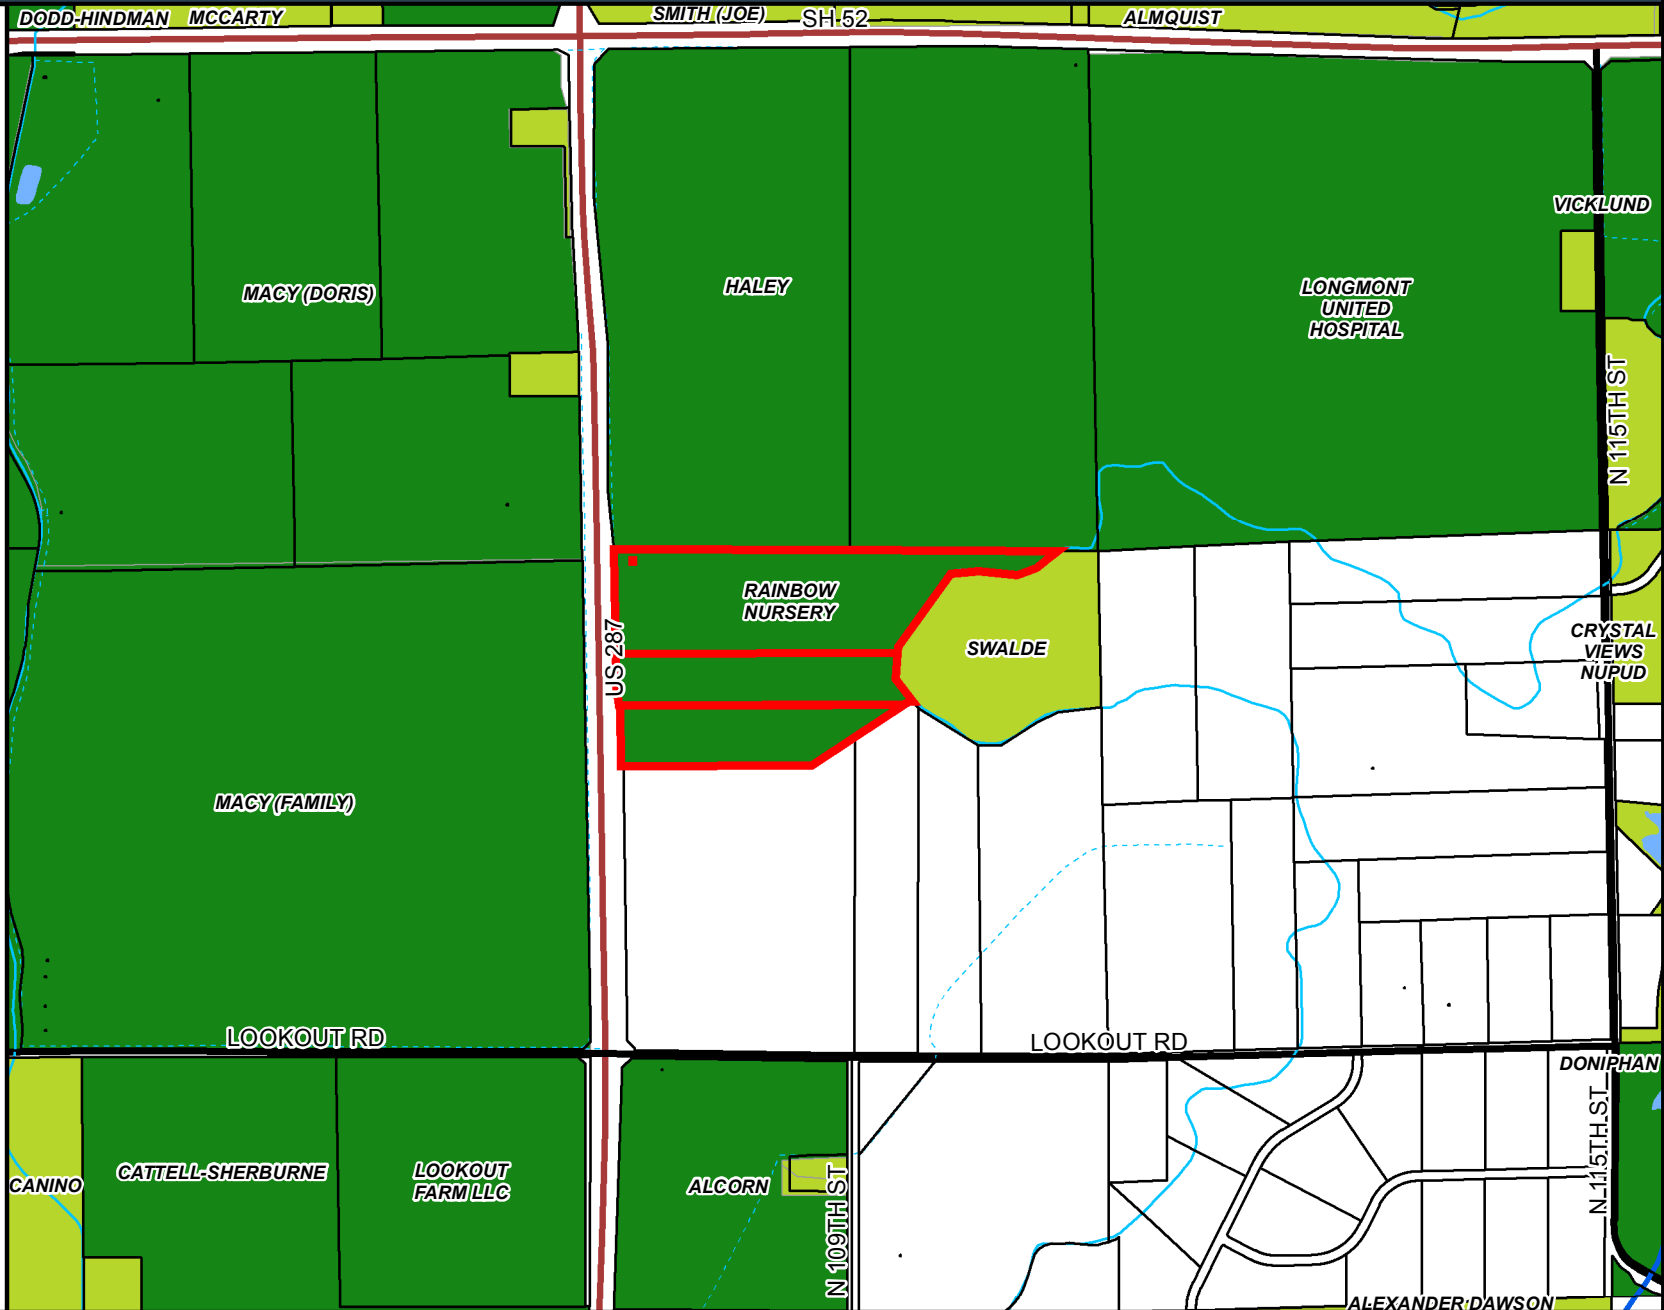 DODD-HINDMAN
MCCARTY
SMITH (JOE)
SH 52
ALMQUIST
VICKLUND
MACY (DORIS)
HALEY
LONGMONT
UNITED
HOSPITAL
N 115TH ST
RAINBOW
NURSERY
US 287
SWALDE
CRYSTAL
VIEWS
NUPUD
MACY (FAMILY)
LOOKOUT RD
LOOKOUT RD
DONIPHAN
CANINO
CATTELL-SHERBURNE
LOOKOUT
FARM LLC
ALCORN
N 109TH ST
N 115TH ST
ALEXANDER DAWSON